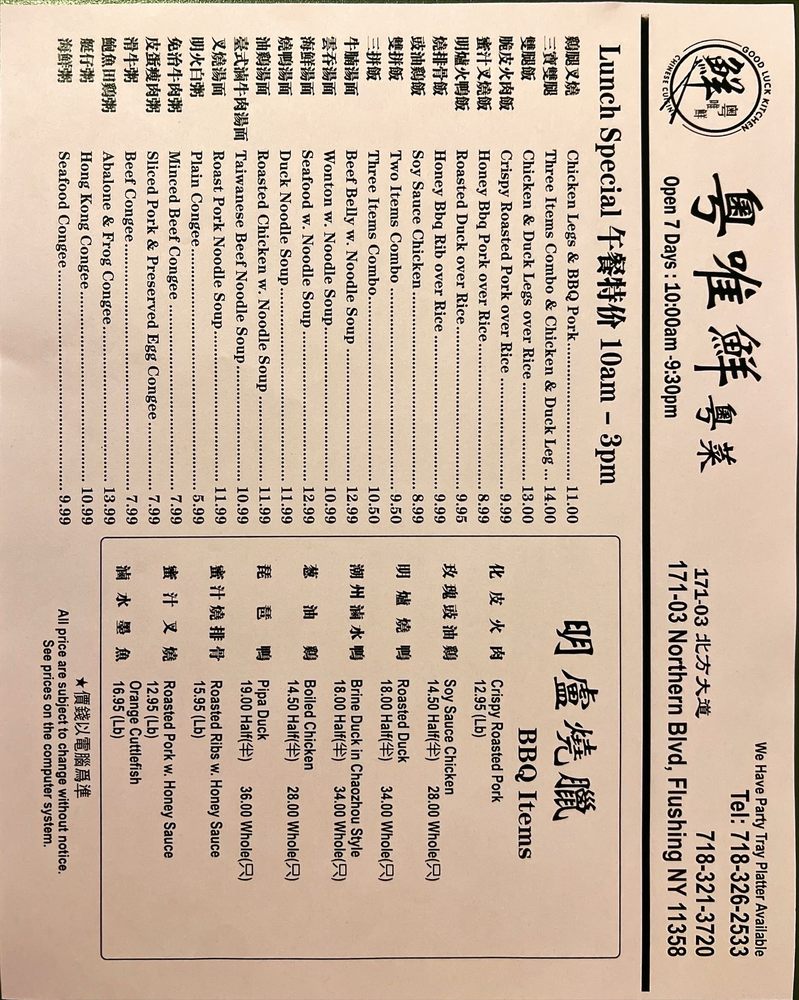 GOOD LUCK KITCHEN
鮮
粵
唯
鮮
CHINESE CUISIN
粵唯鮮粵菜
Open 7 Days : 10:00am -9:30pm
We Have Party Tray Platter Available
Tel: 718-326-2533
718-321-3720
171-03 北方大道
171-03 Northern Blvd, Flushing NY 11358
Lunch Special 午餐特价 10am – 3pm
鷄腿叉燒 Chicken Legs & BBQ Pork 11.00
三寶雙腿 Three Items Combo & Chicken & Duck Leg 14.00
雙腿飯 Chicken & Duck Legs over Rice 13.00
脆皮火肉飯 Crispy Roasted Pork over Rice 9.99
蜜汁叉燒飯 Honey Bbq Pork over Rice 8.99
明爐火鴨飯 Roasted Duck over Rice 9.95
燒排骨飯 Honey Bbq Rib over Rice 9.99
豉油鷄飯 Soy Sauce Chicken 8.99
雙拼飯 Two Items Combo 9.50
三拼飯 Three Items Combo 10.50
牛腩湯面 Beef Belly w. Noodle Soup 12.99
雲吞湯面 Wonton w. Noodle Soup 10.99
海鮮湯面 Seafood w. Noodle Soup 12.99
燒鴨湯面 Duck Noodle Soup 11.99
油鷄湯面 Roasted Chicken w. Noodle Soup 11.99
臺式滷牛肉湯面 Taiwanese Beef Noodle Soup 10.99
叉燒湯面 Roast Pork Noodle Soup 11.99
明火白粥 Plain Congee 5.99
免治牛肉粥 Minced Beef Congee 7.99
皮蛋瘦肉粥 Sliced Pork & Preserved Egg Congee 7.99
滑牛粥 Beef Congee 7.99
鮑魚田鷄粥 Abalone & Frog Congee 13.99
艇仔粥 Hong Kong Congee 10.99
海鮮粥 Seafood Congee 9.99
明盧燒臘
BBQ Items
化皮火肉 Crispy Roasted Pork
12.95 (Lb)
玫瑰豉油鷄 Soy Sauce Chicken
14.50 Half(半) 28.00 Whole(只)
明爐燒鴨 Roasted Duck
18.00 Half(半) 34.00 Whole(只)
潮州滷水鴨 Brine Duck in Chaozhou Style
18.00 Half(半) 34.00 Whole(只)
葱油鷄 Boiled Chicken
14.50 Half(半) 28.00 Whole(只)
琵琶鴨 Pipa Duck
19.00 Half(半) 36.00 Whole(只)
蜜汁燒排骨 Roasted Ribs w. Honey Sauce
15.95 (Lb)
蜜汁叉燒 Roasted Pork w. Honey Sauce
12.95 (Lb)
滷水墨魚 Orange Cuttlefish
16.95 (Lb)
★價錢以電腦爲准
All price are subject to change without notice.
See prices on the computer system.